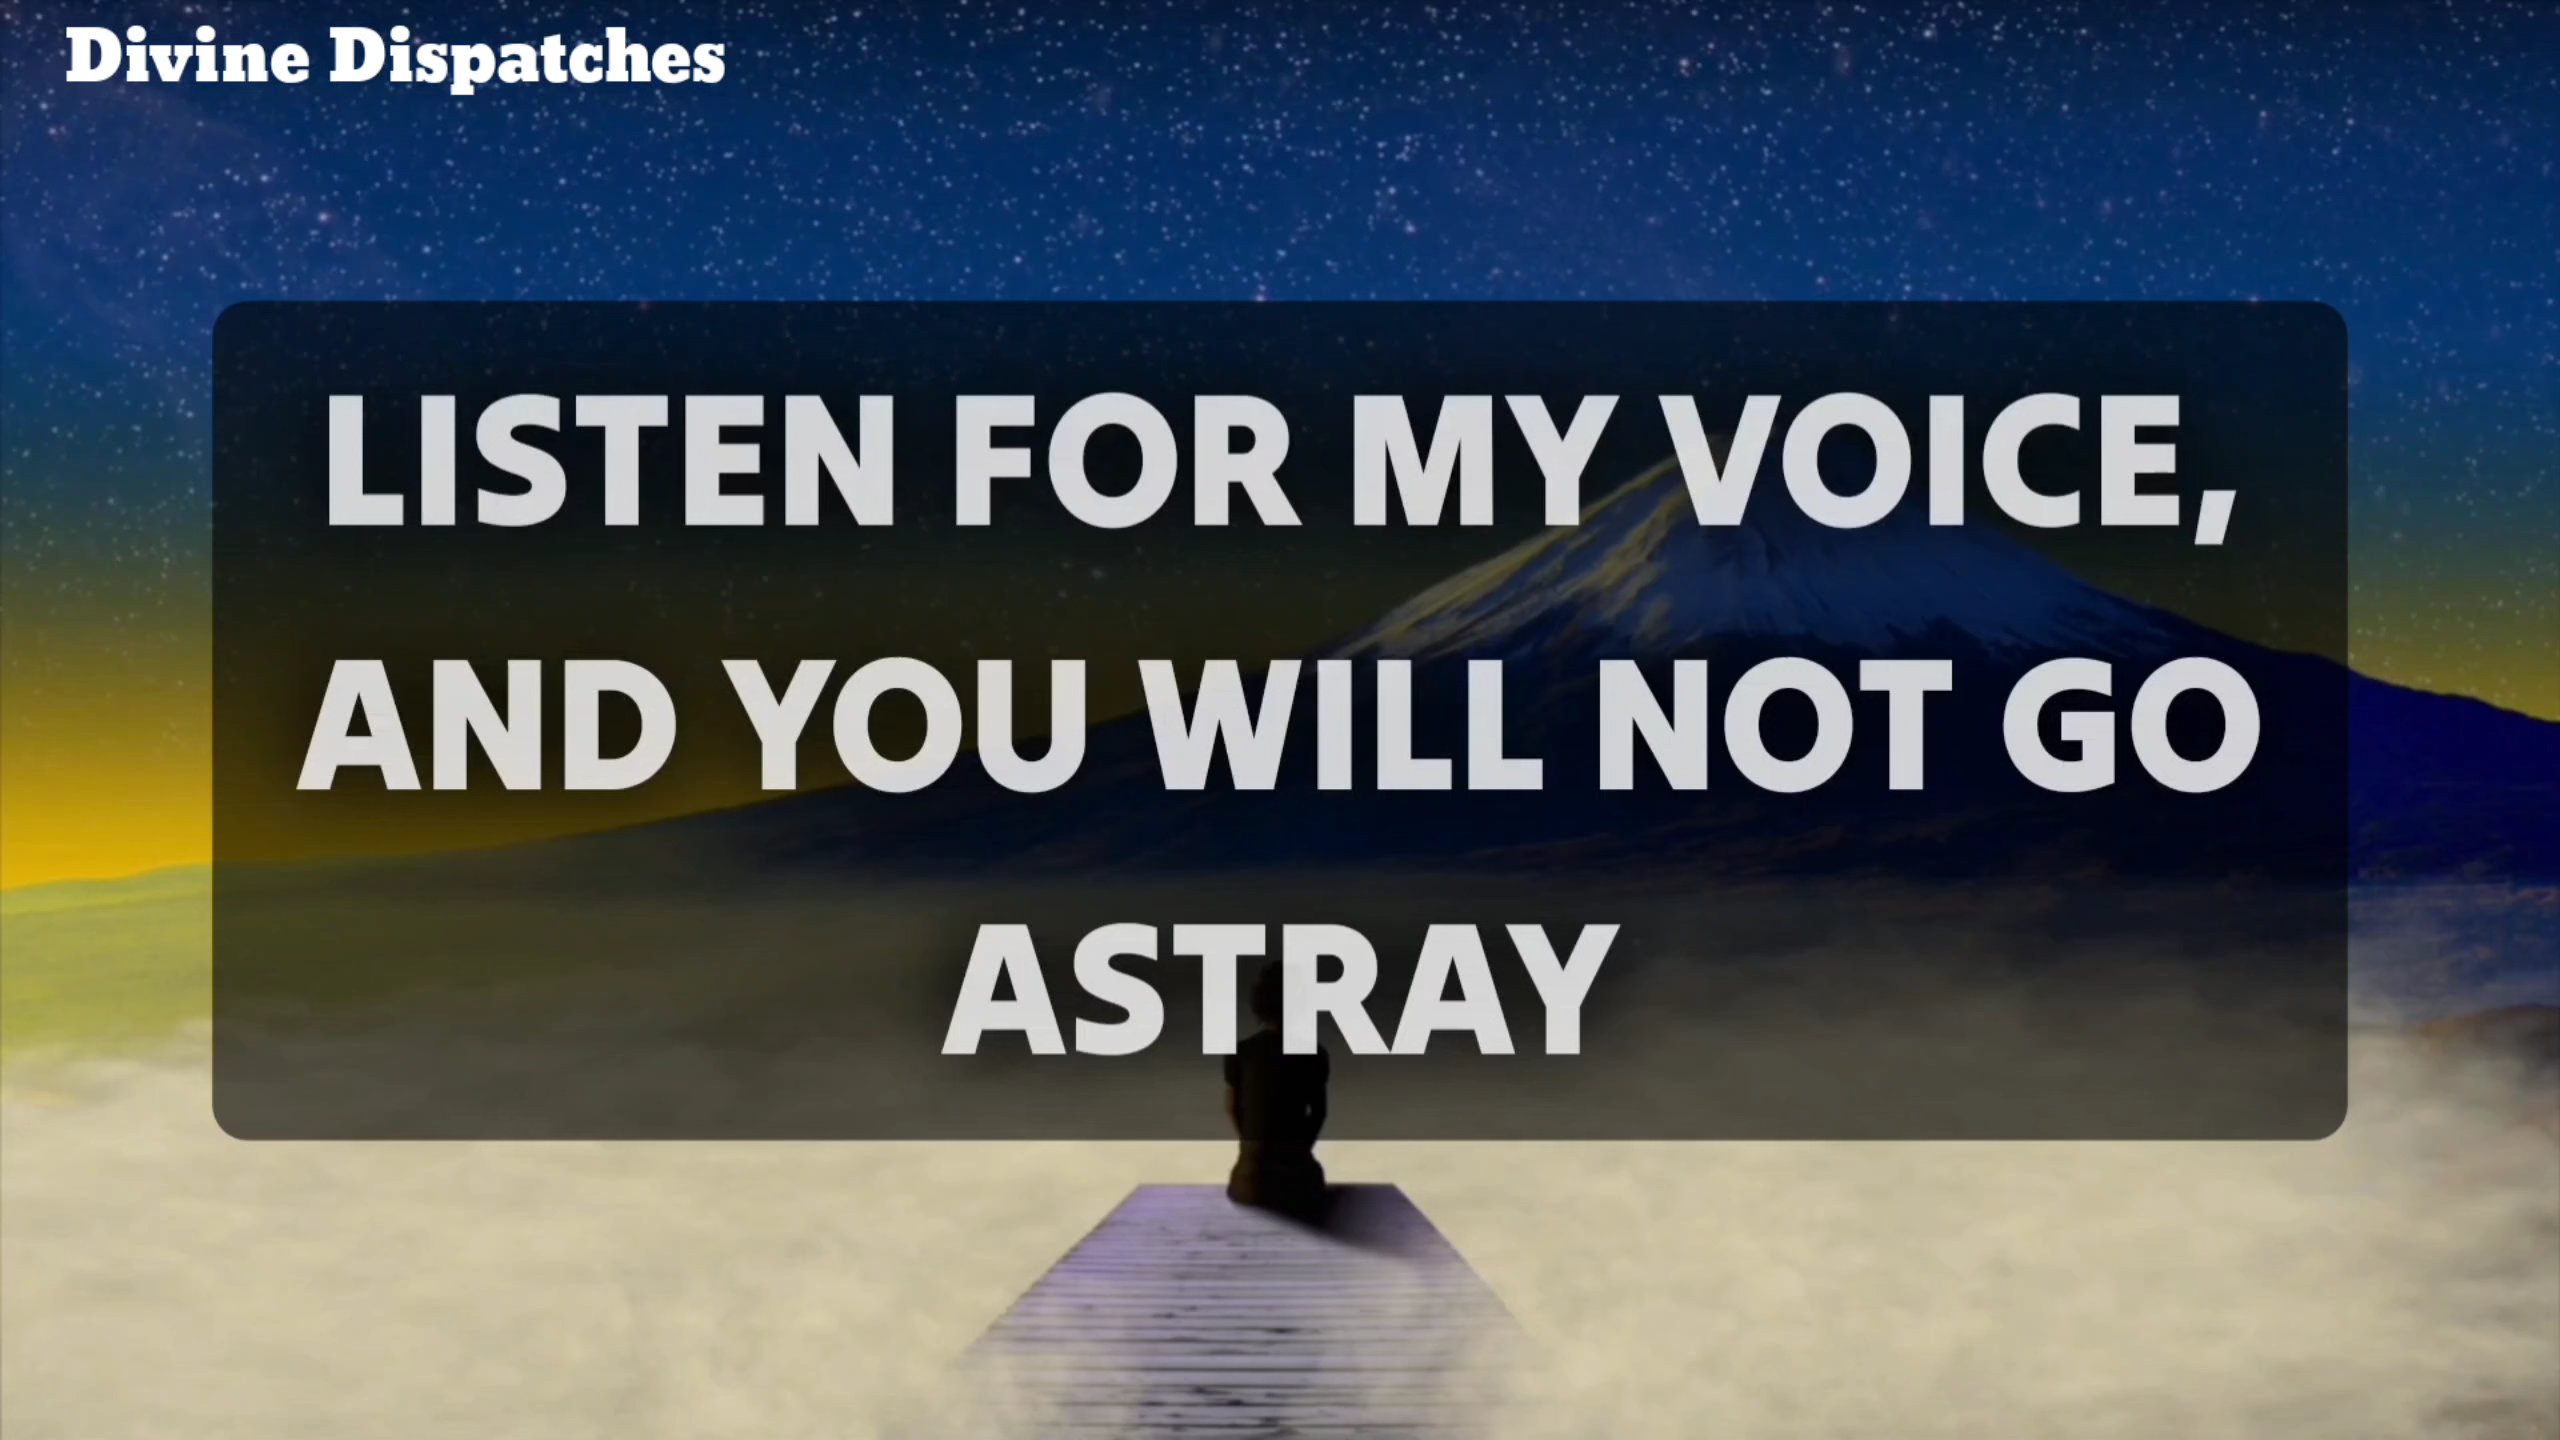 Divine Dispatches
LISTEN FOR MY VOICE,
AND YOU WILL NOT GO
ASTRAY